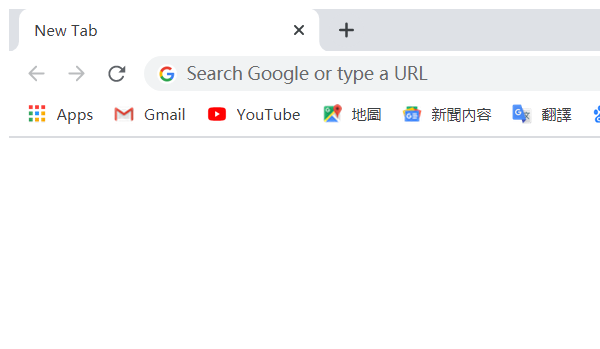 New Tab
Search Google or type a URL
Apps Gmail YouTube 地圖 新聞內容 翻譯